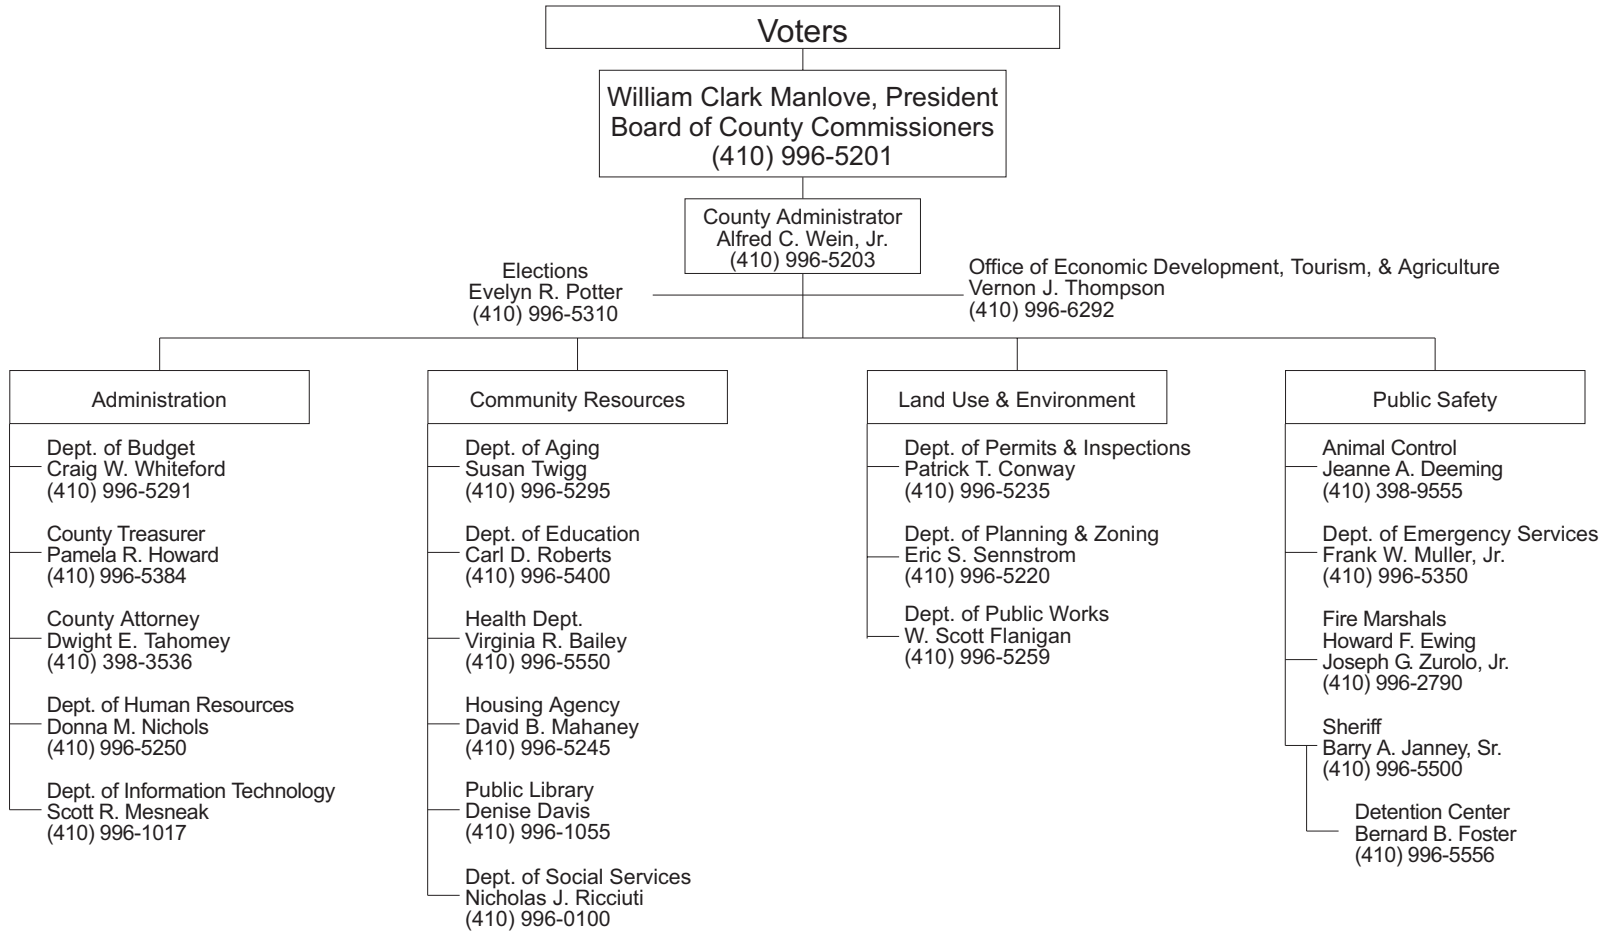 Voters
William Clark Manlove, President
Board of County Commissioners
(410) 996-5201
County Administrator
Alfred C. Wein, Jr.
(410) 996-5203
Elections
Evelyn R. Potter
(410) 996-5310
Office of Economic Development, Tourism, & Agriculture
Vernon J. Thompson
(410) 996-6292
Administration
Dept. of Budget
Craig W. Whiteford
(410) 996-5291
County Treasurer
Pamela R. Howard
(410) 996-5384
County Attorney
Dwight E. Tahomey
(410) 398-3536
Dept. of Human Resources
Donna M. Nichols
(410) 996-5250
Dept. of Information Technology
Scott R. Mesneak
(410) 996-1017
Community Resources
Dept. of Aging
Susan Twigg
(410) 996-5295
Dept. of Education
Carl D. Roberts
(410) 996-5400
Health Dept.
Virginia R. Bailey
(410) 996-5550
Housing Agency
David B. Mahaney
(410) 996-5245
Public Library
Denise Davis
(410) 996-1055
Dept. of Social Services
Nicholas J. Ricciuti
(410) 996-0100
Land Use & Environment
Dept. of Permits & Inspections
Patrick T. Conway
(410) 996-5235
Dept. of Planning & Zoning
Eric S. Sennstrom
(410) 996-5220
Dept. of Public Works
W. Scott Flanigan
(410) 996-5259
Public Safety
Animal Control
Jeanne A. Deeming
(410) 398-9555
Dept. of Emergency Services
Frank W. Muller, Jr.
(410) 996-5350
Fire Marshals
Howard F. Ewing
Joseph G. Zurolo, Jr.
(410) 996-2790
Sheriff
Barry A. Janney, Sr.
(410) 996-5500
Detention Center
Bernard B. Foster
(410) 996-5556